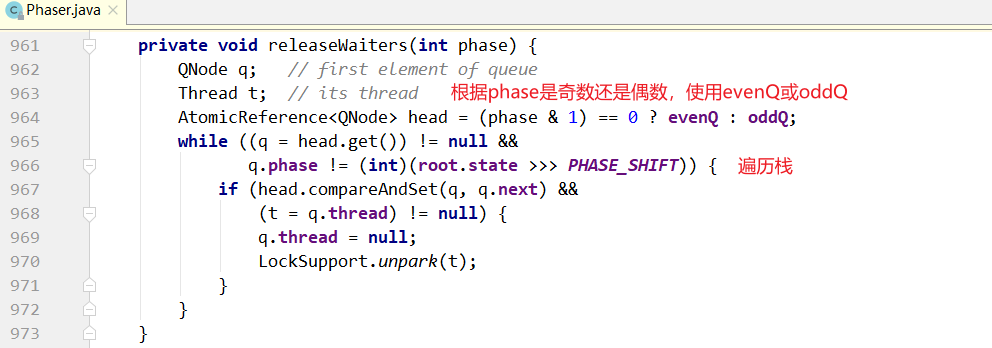 Phaser.java
961 private void releaseWaiters(int phase) {
962 QNode q; // first element of queue
963 Thread t; // its thread 根据phase是奇数还是偶数，使用evenQ或oddQ
964 AtomicReference<QNode> head = (phase & 1) == 0 ? evenQ : oddQ;
965 while ((q = head.get()) != null &&
966 q.phase != (int)(root.state >>> PHASE_SHIFT)) { 遍历栈
967 if (head.compareAndSet(q, q.next) &&
968 (t = q.thread) != null) {
969 q.thread = null;
970 LockSupport.unpark(t);
971 }
972 }
973 }